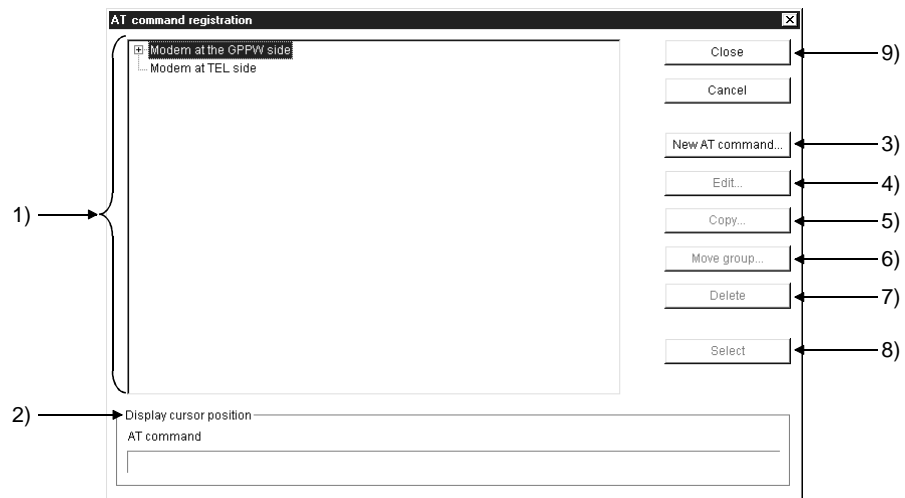 AT command registration
Modem at the GPPW side
Modem at TEL side
Close
9)
Cancel
New AT command...
3)
Edit...
4)
1)
Copy...
5)
Move group...
6)
Delete
7)
Select
8)
2)
Display cursor position
AT command